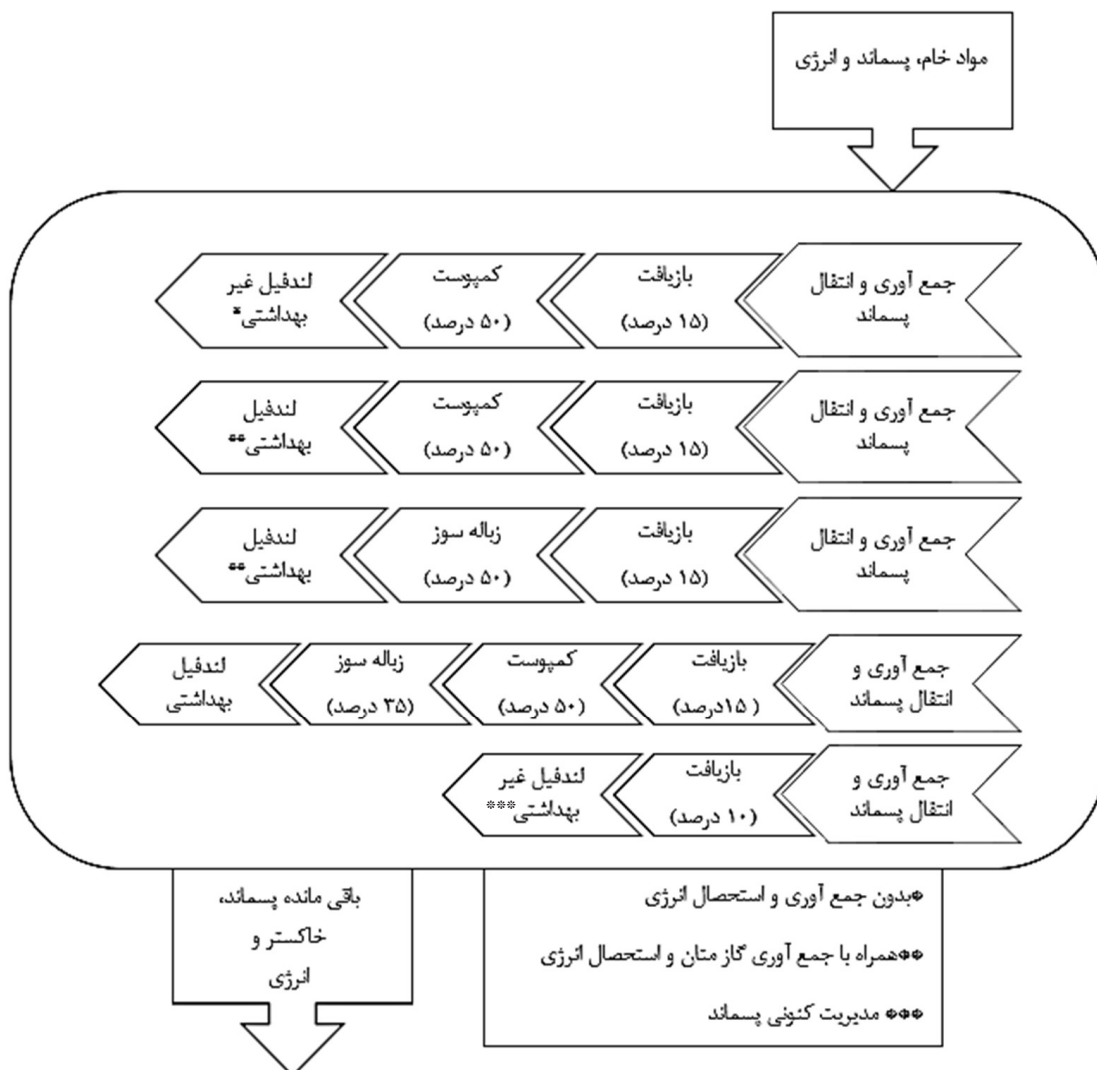 مواد خام، پسماند و انرژی
جمع آوری و انتقال
پسماند
بازیافت
(۱۵ درصد)
کمپوست
(۵۰ درصد)
لندفیل غیر
بهداشتی*
جمع آوری و انتقال
پسماند
بازیافت
(۱۵ درصد)
کمپوست
(۵۰ درصد)
لندفیل
بهداشتی**
جمع آوری و انتقال
پسماند
بازیافت
(۱۵ درصد)
زباله سوز
(۵۰ درصد)
لندفیل
بهداشتی**
جمع آوری و
انتقال پسماند
بازیافت
( ۱۵درصد)
کمپوست
(۵۰ درصد)
زباله سوز
(۳۵ درصد)
لندفیل
بهداشتی
جمع آوری و
انتقال پسماند
بازیافت
(۱۰ درصد)
لندفیل غیر
بهداشتی***
*بدون جمع آوری و استحصال انرژی
**همراه با جمع آوری گاز متان و استحصال انرژی
*** مدیریت کنونی پسماند
باقی مانده پسماند،
خاکستر و
انرژی